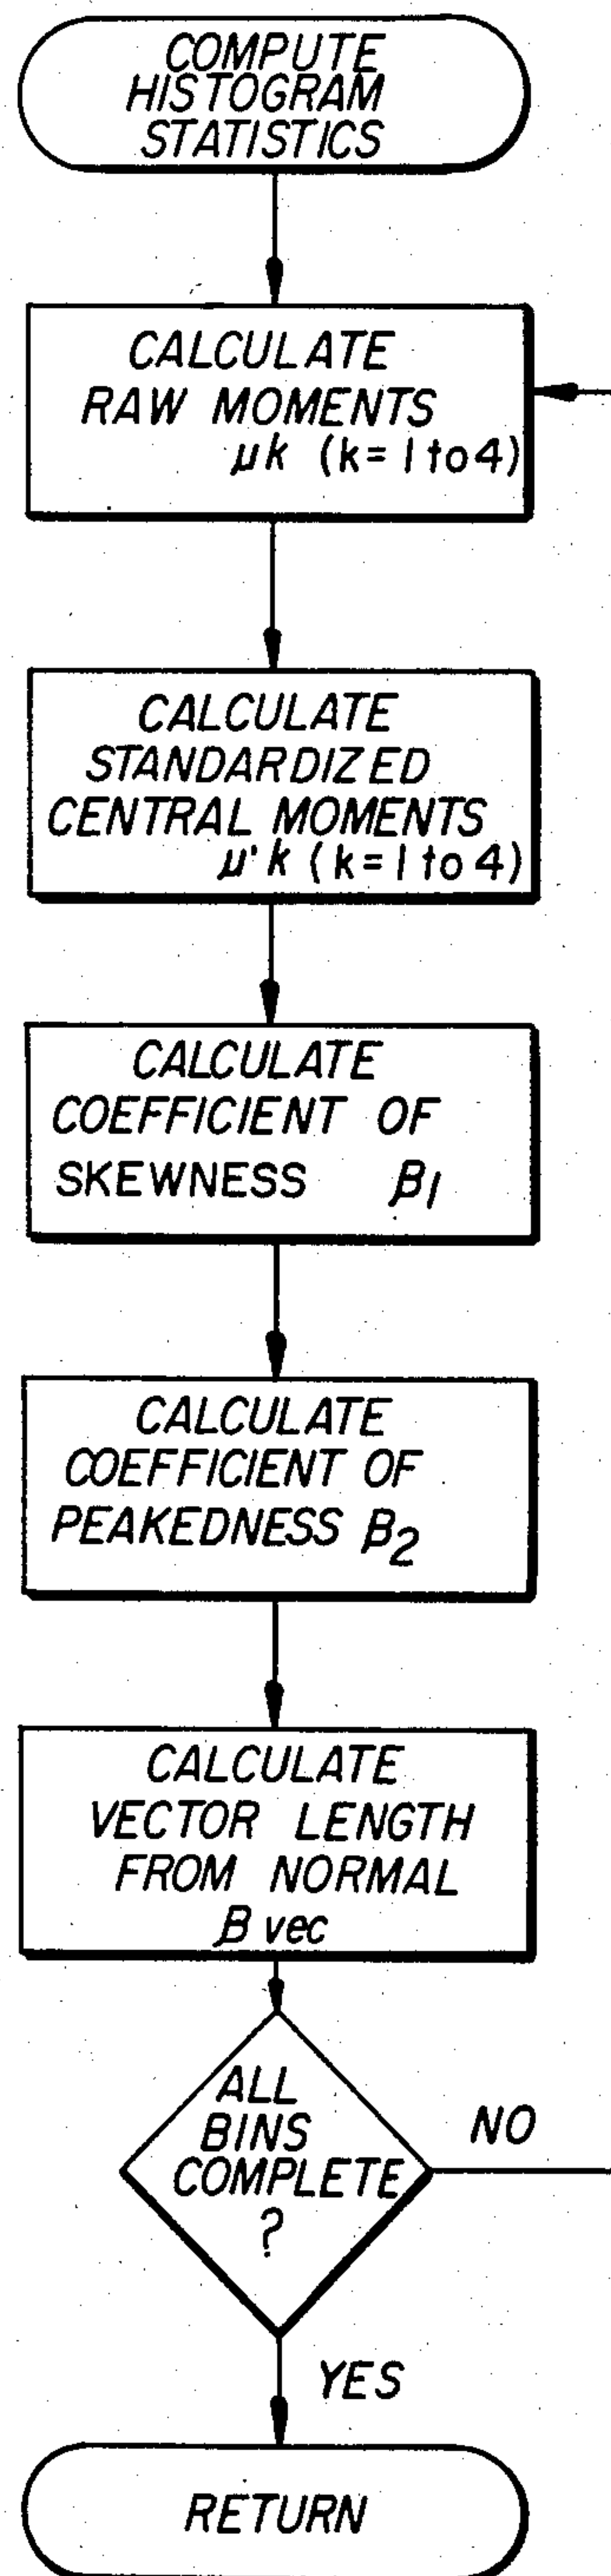 COMPUTE
HISTOGRAM
STATISTICS
CALCULATE
RAW MOMENTS
μk (k=1 to 4)
CALCULATE
STANDARDIZED
CENTRAL MOMENTS
μ'k (k=1 to 4)
CALCULATE
COEFFICIENT OF
SKEWNESS β1
CALCULATE
COEFFICIENT OF
PEAKEDNESS β2
CALCULATE
VECTOR LENGTH
FROM NORMAL
β vec
ALL
BINS
COMPLETE
?
NO
YES
RETURN